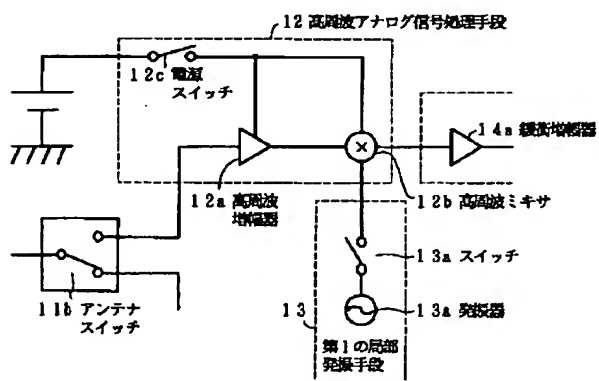 12 高周波アナログ信号処理手段
12c 電源
スイッチ
14a 緩衝増幅器
12a 高周波
増幅器
12b 高周波ミキサ
13a スイッチ
11b アンテナ
スイッチ
13
13a 発振器
第1の局部
発振手段